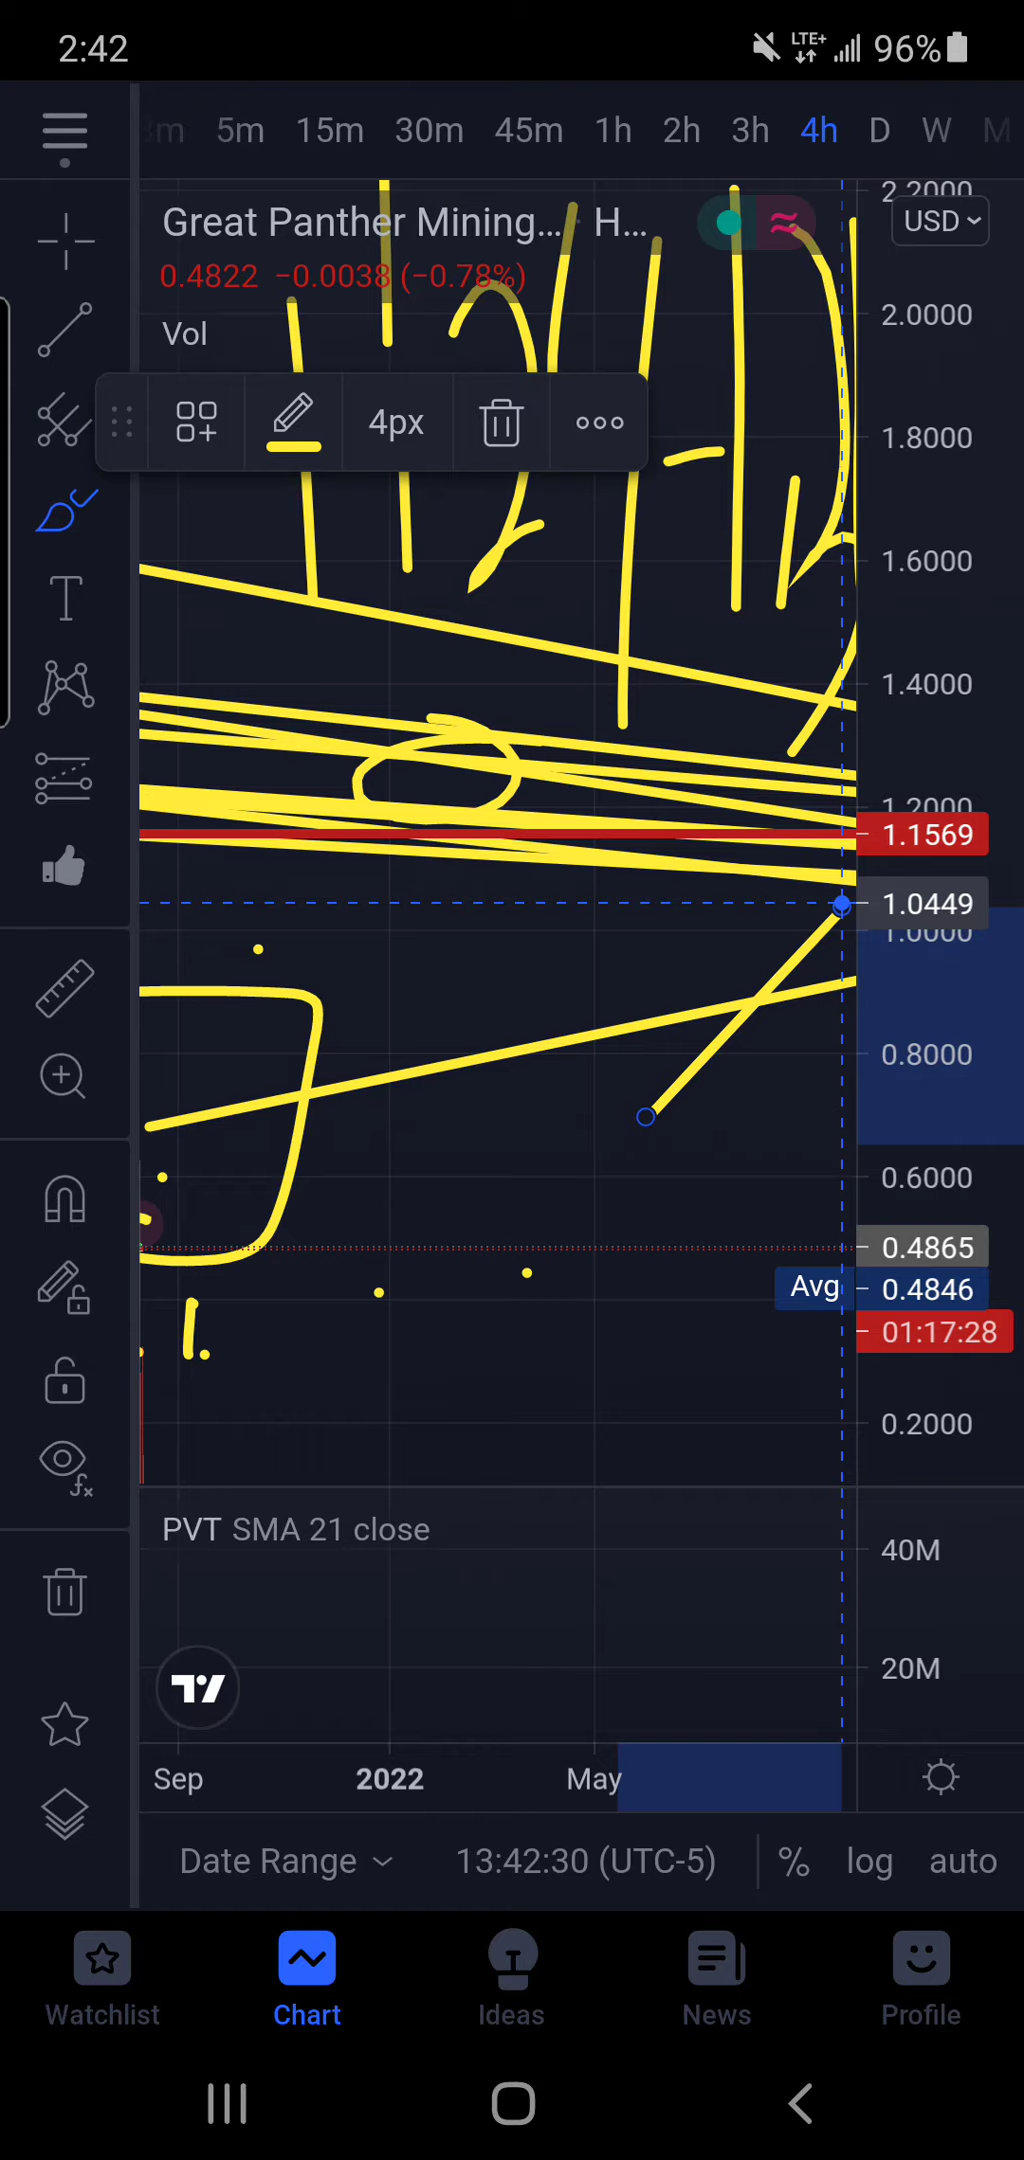 2:42 LTE+ 96%
5m 15m 30m 45m 1h 2h 3h 4h D W M
Great Panther Mining... · H...
USD
0.4822 −0.0038 (−0.78%)
Vol
4px
2.2000
2.0000
1.8000
1.6000
1.4000
1.2000
1.1569
1.0449
1.0000
0.8000
0.6000
0.4865
Avg 0.4846
01:17:28
0.2000
PVT SMA 21 close
40M
20M
Sep 2022 May
Date Range 13:42:30 (UTC-5) % log auto
Watchlist Chart Ideas News Profile